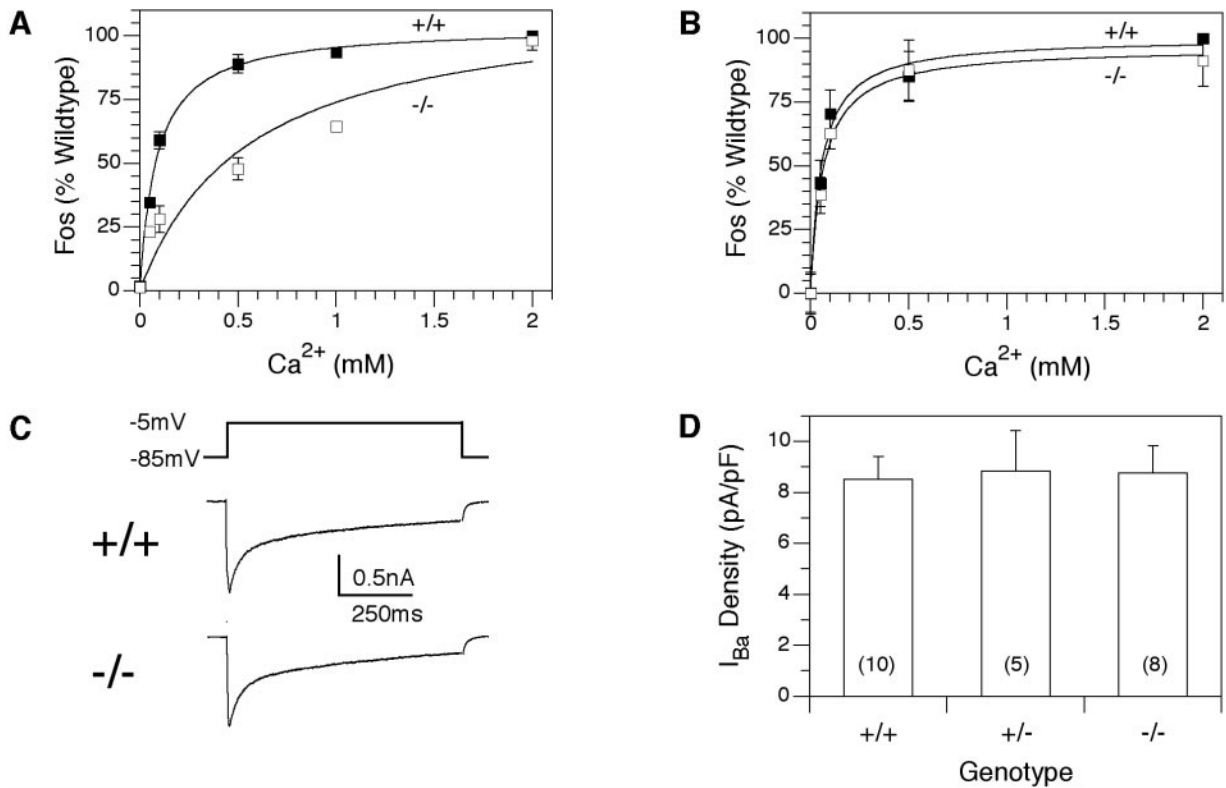 A
Fos (% Wildtype)
100
75
50
25
0
+/+
-/-
0 0.5 1 1.5 2
Ca2+ (mM)
B
Fos (% Wildtype)
100
75
50
25
0
+/+
-/-
0 0.5 1 1.5 2
Ca2+ (mM)
C
-5mV
-85mV
+/+
0.5nA
250ms
-/-
D
IBa Density (pA/pF)
10
8
6
4
2
0
(10) (5) (8)
+/+ +/- -/-
Genotype